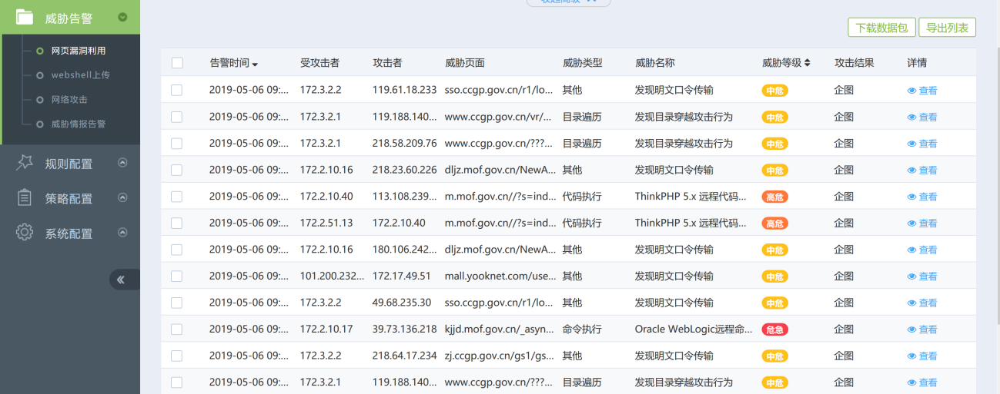 威胁告警
网页漏洞利用
webshell上传
网络攻击
威胁情报告警
规则配置
策略配置
系统配置
下载数据包 导出列表
告警时间 受攻击者 攻击者 威胁页面 威胁类型 威胁名称 威胁等级 攻击结果 详情
2019-05-06 09:... 172.3.2.2 119.61.18.233 sso.ccgp.gov.cn/r1/lo... 其他 发现明文口令传输 中危 企图 查看
2019-05-06 09:... 172.3.2.1 119.188.140... www.ccgp.gov.cn/vr/... 目录遍历 发现目录穿越攻击行为 中危 企图 查看
2019-05-06 09:... 172.3.2.1 218.58.209.76 www.ccgp.gov.cn/???... 目录遍历 发现目录穿越攻击行为 中危 企图 查看
2019-05-06 09:... 172.2.10.16 218.23.60.226 dljz.mof.gov.cn/NewA... 其他 发现明文口令传输 中危 企图 查看
2019-05-06 09:... 172.2.10.40 113.108.239... m.mof.gov.cn//?s=ind... 代码执行 ThinkPHP 5.x 远程代码... 高危 企图 查看
2019-05-06 09:... 172.2.51.13 172.2.10.40 m.mof.gov.cn//?s=ind... 代码执行 ThinkPHP 5.x 远程代码... 高危 企图 查看
2019-05-06 09:... 172.2.10.16 180.106.242... dljz.mof.gov.cn/NewA... 其他 发现明文口令传输 中危 企图 查看
2019-05-06 09:... 101.200.232... 172.17.49.51 mall.yooknet.com/use... 其他 发现明文口令传输 中危 企图 查看
2019-05-06 09:... 172.3.2.2 49.68.235.30 sso.ccgp.gov.cn/r1/lo... 其他 发现明文口令传输 中危 企图 查看
2019-05-06 09:... 172.2.10.17 39.73.136.218 kjjd.mof.gov.cn/_asyn... 命令执行 Oracle WebLogic远程命... 危急 企图 查看
2019-05-06 09:... 172.3.2.2 218.64.17.234 zj.ccgp.gov.cn/gs1/gs... 其他 发现明文口令传输 中危 企图 查看
2019-05-06 09:... 172.3.2.1 119.188.140... www.ccgp.gov.cn/???... 目录遍历 发现目录穿越攻击行为 中危 企图 查看